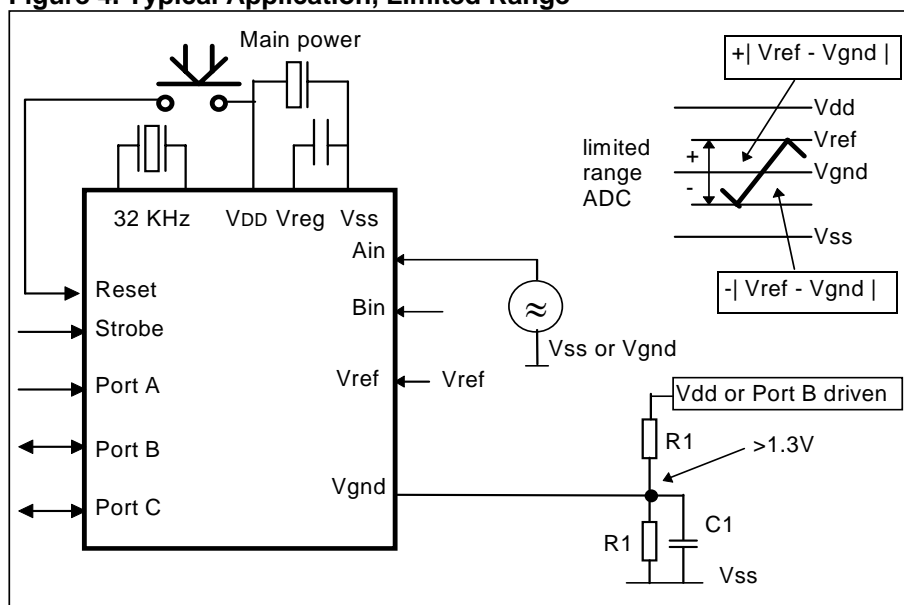 Figure 4. Typical Application, Limited Range
Main power
+| Vref - Vgnd |
Vdd
Vref
limited
range
ADC
+
-
Vgnd
Vss
-| Vref - Vgnd |
32 KHz
VDD Vreg Vss
Ain
Reset
Bin
Strobe
≈
Vss or Vgnd
Port A
Vref
Vref
Vdd or Port B driven
R1
>1.3V
Port B
Vgnd
Port C
R1
C1
Vss